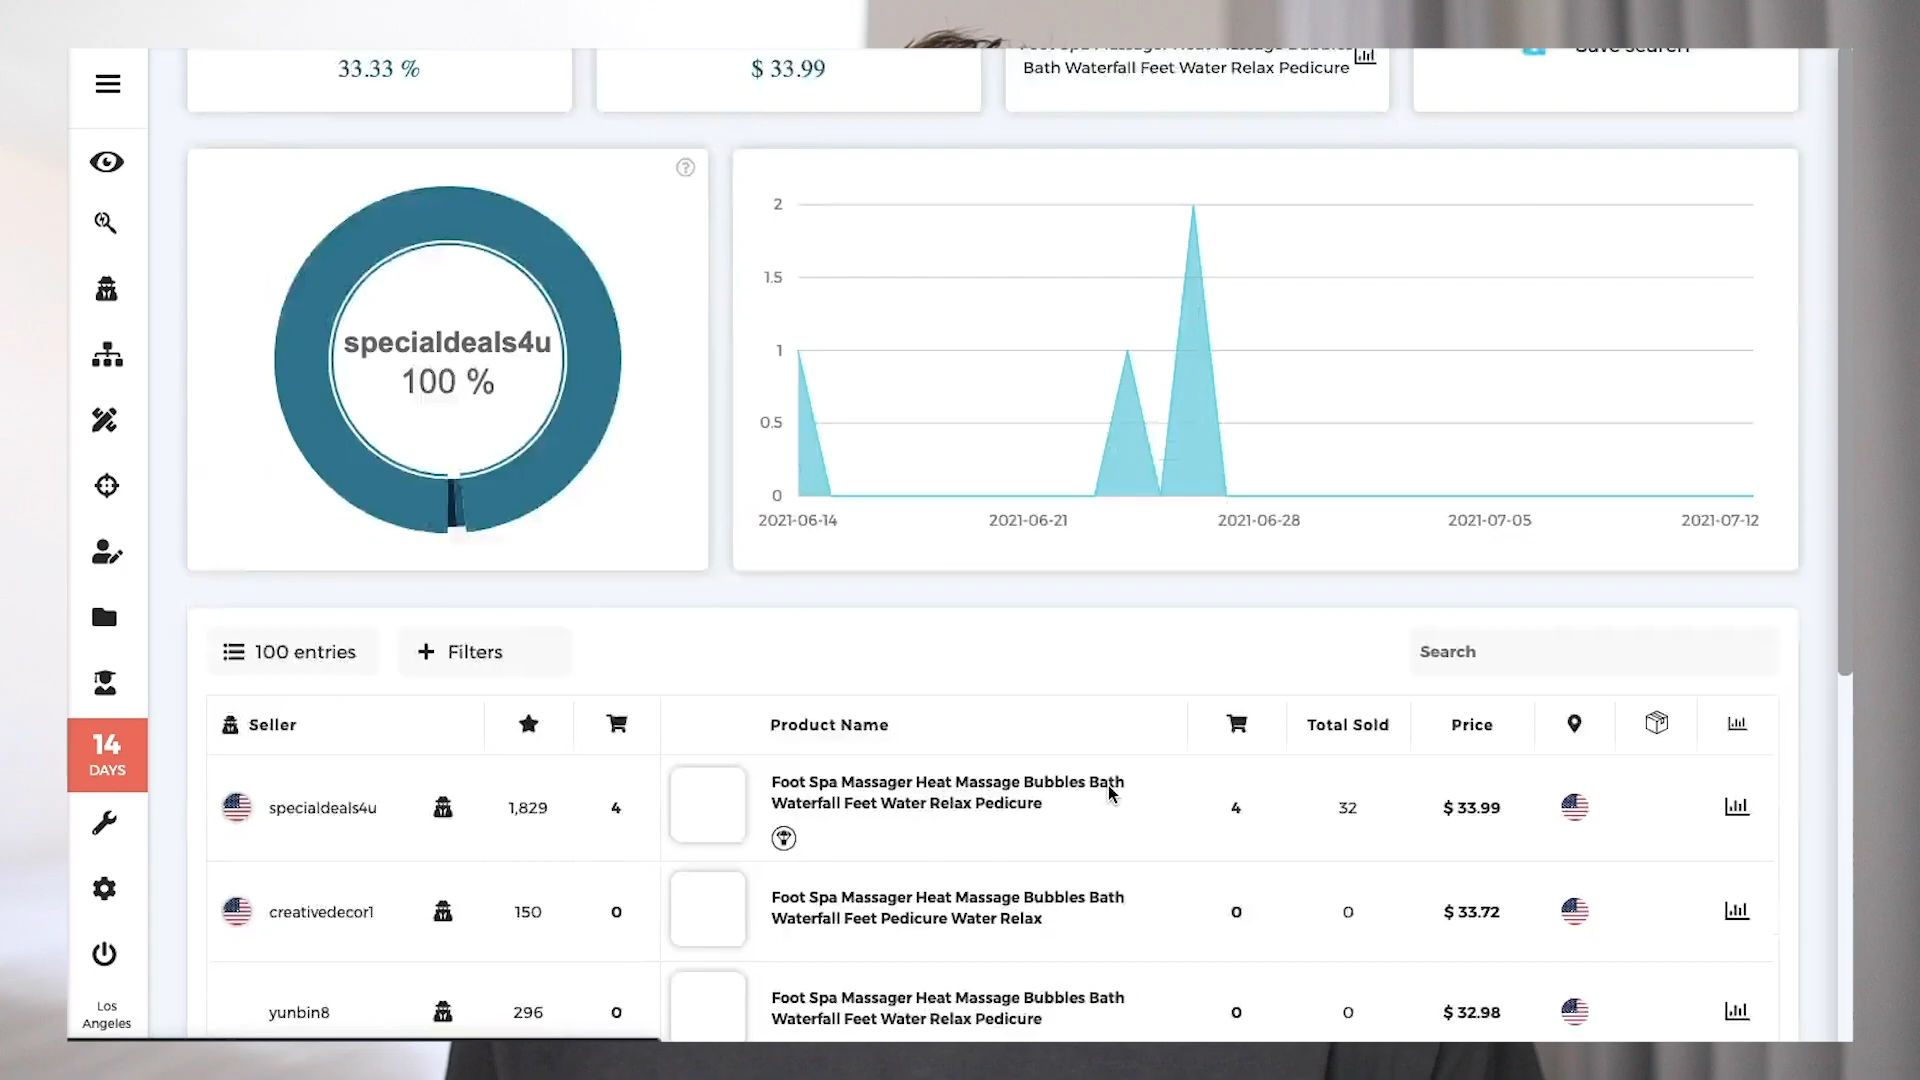 33.33 %
$ 33.99
Bath Waterfall Feet Water Relax Pedicure
Save search
specialdeals4u
100 %
2
1.5
1
0.5
0
2021-06-14
2021-06-21
2021-06-28
2021-07-05
2021-07-12
100 entries
+ Filters
Search
Seller
Product Name
Total Sold
Price
specialdeals4u
1,829
4
Foot Spa Massager Heat Massage Bubbles Bath
Waterfall Feet Water Relax Pedicure
4
32
$ 33.99
creativedecor1
150
0
Foot Spa Massager Heat Massage Bubbles Bath
Waterfall Feet Pedicure Water Relax
0
0
$ 33.72
yunbin8
296
0
Foot Spa Massager Heat Massage Bubbles Bath
Waterfall Feet Water Relax Pedicure
0
0
$ 32.98
14
DAYS
Los
Angeles